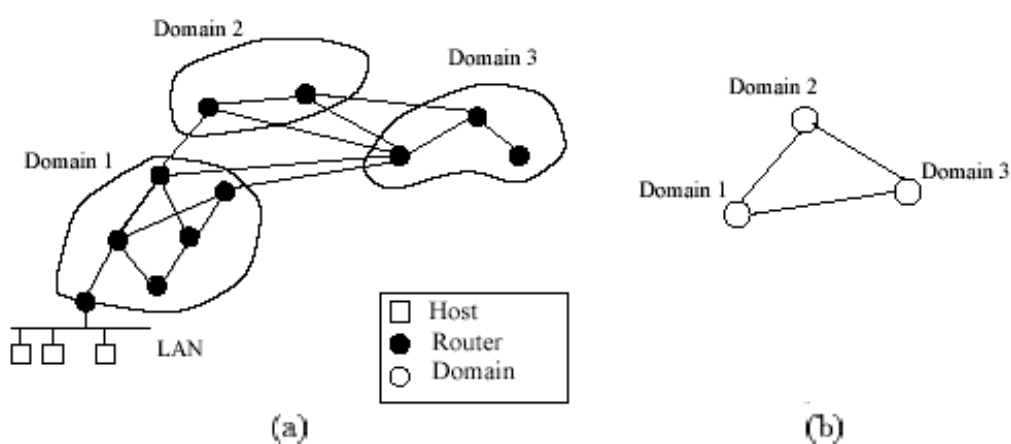 Domain 2
Domain 3
Domain 1
LAN
Host
Router
Domain
(a)
Domain 2
Domain 3
Domain 1
(b)